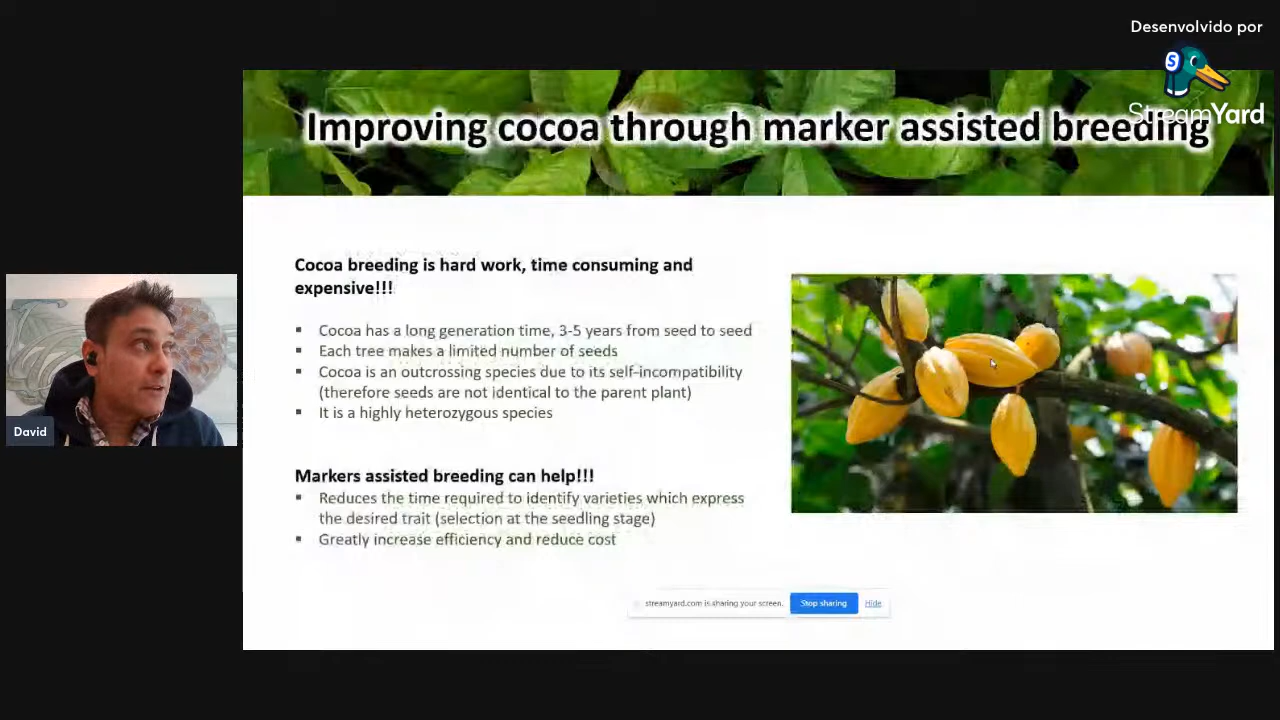 Desenvolvido por
StreamYard
Improving cocoa through marker assisted breeding
Cocoa breeding is hard work, time consuming and
expensive!!!
▪ Cocoa has a long generation time, 3-5 years from seed to seed
▪ Each tree makes a limited number of seeds
▪ Cocoa is an outcrossing species due to its self-incompatibility
(therefore seeds are not identical to the parent plant)
▪ It is a highly heterozygous species
David
Markers assisted breeding can help!!!
▪ Reduces the time required to identify varieties which express
the desired trait (selection at the seedling stage)
▪ Greatly increase efficiency and reduce cost
streamyard.com is sharing your screen. Stop sharing Hide